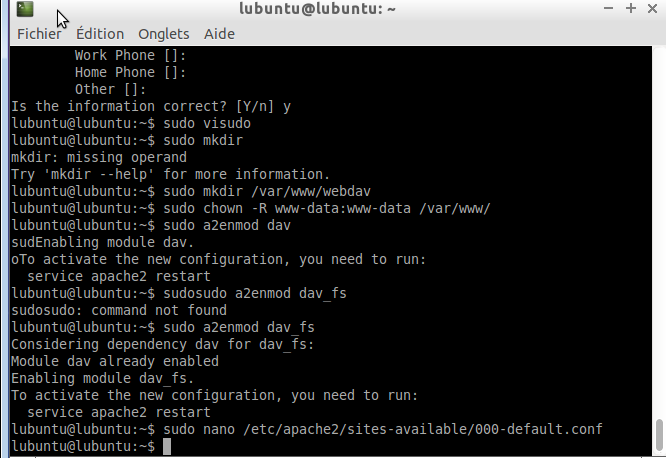 lubuntu@lubuntu: ~
Fichier Édition Onglets Aide
Work Phone []:
Home Phone []:
Other []:
Is the information correct? [Y/n] y
lubuntu@lubuntu:~$ sudo visudo
lubuntu@lubuntu:~$ sudo mkdir
mkdir: missing operand
Try 'mkdir --help' for more information.
lubuntu@lubuntu:~$ sudo mkdir /var/www/webdav
lubuntu@lubuntu:~$ sudo chown -R www-data:www-data /var/www/
lubuntu@lubuntu:~$ sudo a2enmod dav
sudEnabling module dav.
oTo activate the new configuration, you need to run:
  service apache2 restart
lubuntu@lubuntu:~$ sudosudo a2enmod dav_fs
sudosudo: command not found
lubuntu@lubuntu:~$ sudo a2enmod dav_fs
Considering dependency dav for dav_fs:
Module dav already enabled
Enabling module dav_fs.
To activate the new configuration, you need to run:
  service apache2 restart
lubuntu@lubuntu:~$ sudo nano /etc/apache2/sites-available/000-default.conf
lubuntu@lubuntu:~$